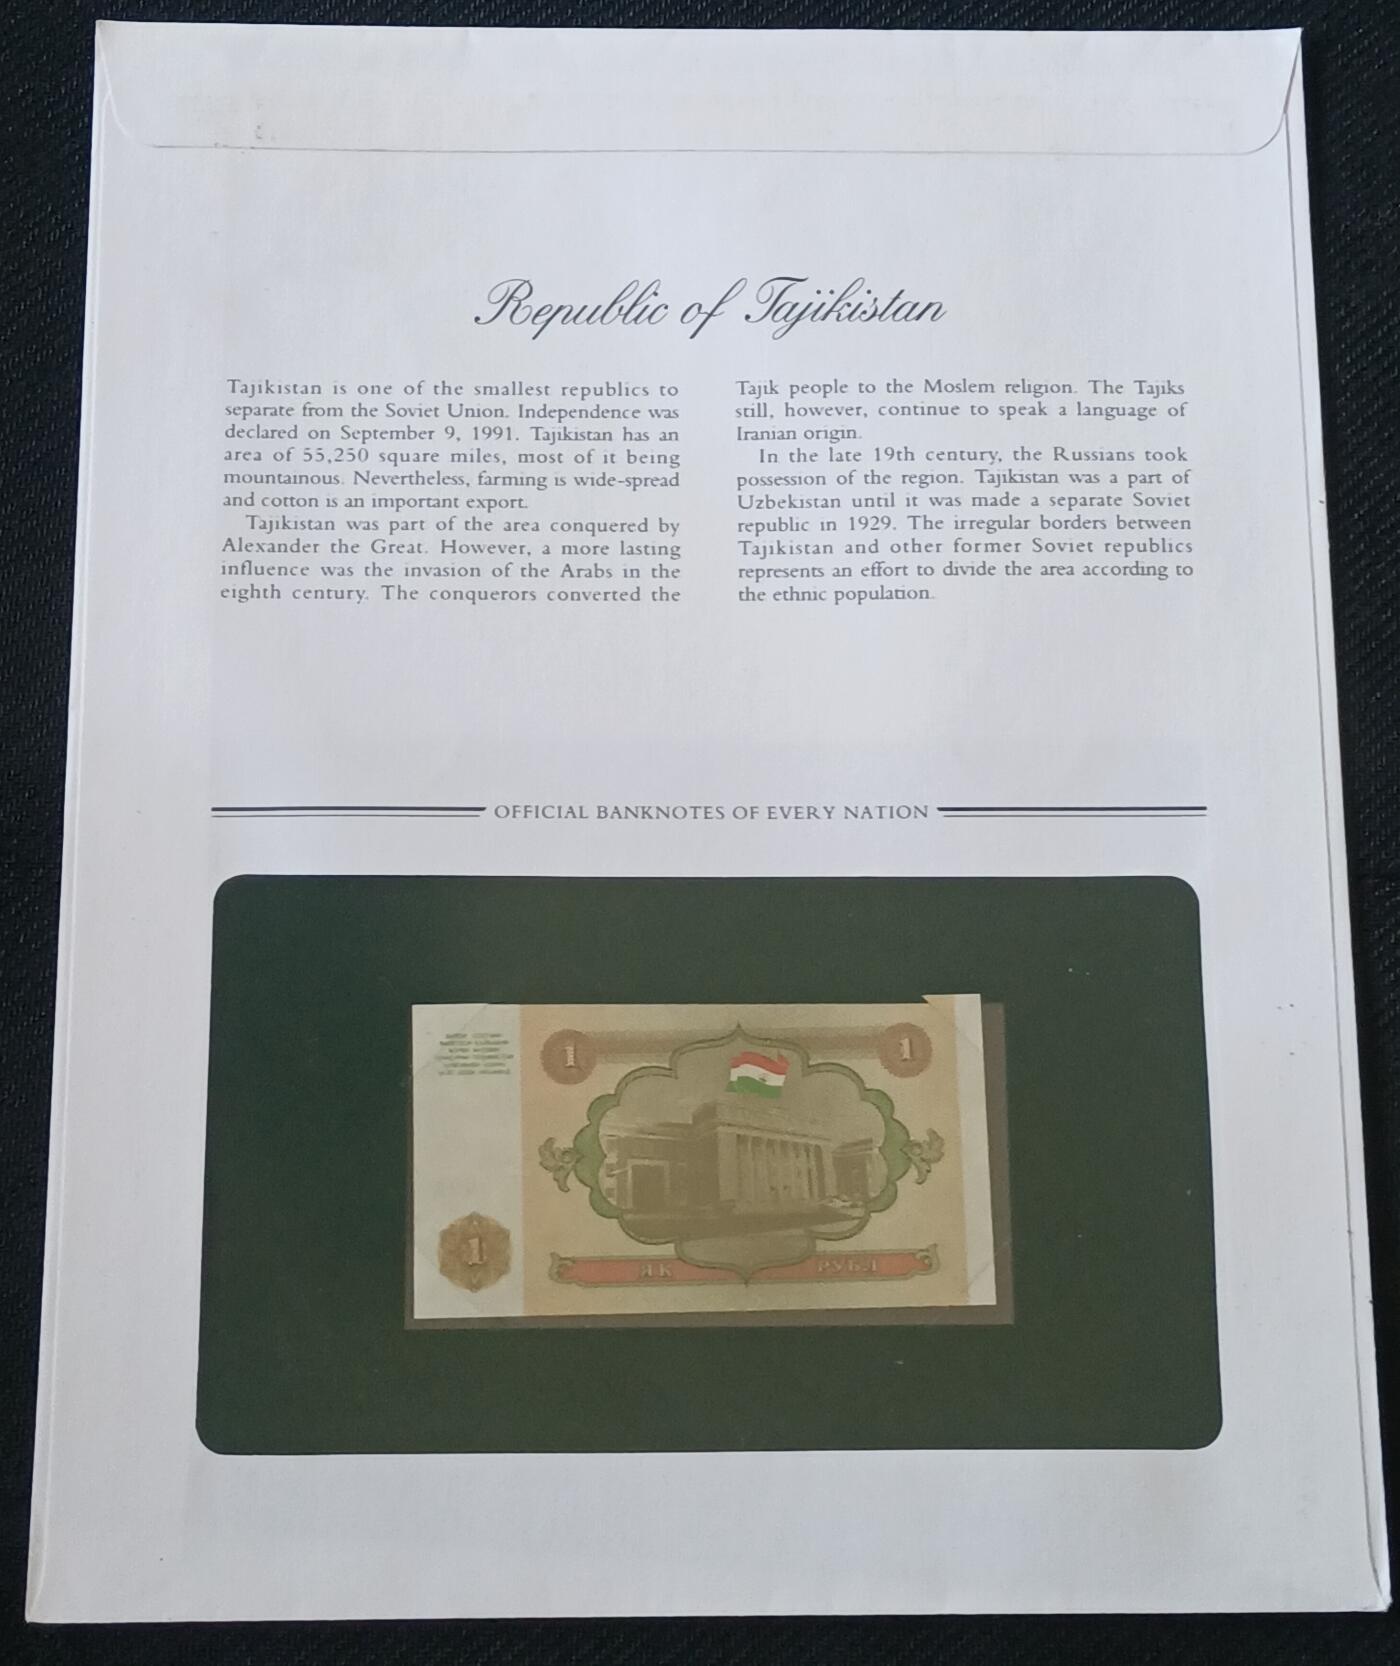 Republic of Tajikistan
Tajikistan is one of the smallest republics to
separate from the Soviet Union. Independence was
declared on September 9, 1991. Tajikistan has an
area of 55,250 square miles, most of it being
mountainous. Nevertheless, farming is wide-spread
and cotton is an important export.
Tajikistan was part of the area conquered by
Alexander the Great. However, a more lasting
influence was the invasion of the Arabs in the
eighth century. The conquerors converted the
Tajik people to the Moslem religion. The Tajiks
still, however, continue to speak a language of
Iranian origin.
In the late 19th century, the Russians took
possession of the region. Tajikistan was a part of
Uzbekistan until it was made a separate Soviet
republic in 1929. The irregular borders between
Tajikistan and other former Soviet republics
represents an effort to divide the area according to
the ethnic population.
OFFICIAL BANKNOTES OF EVERY NATION
1
1
1
ЯК РУБЛ